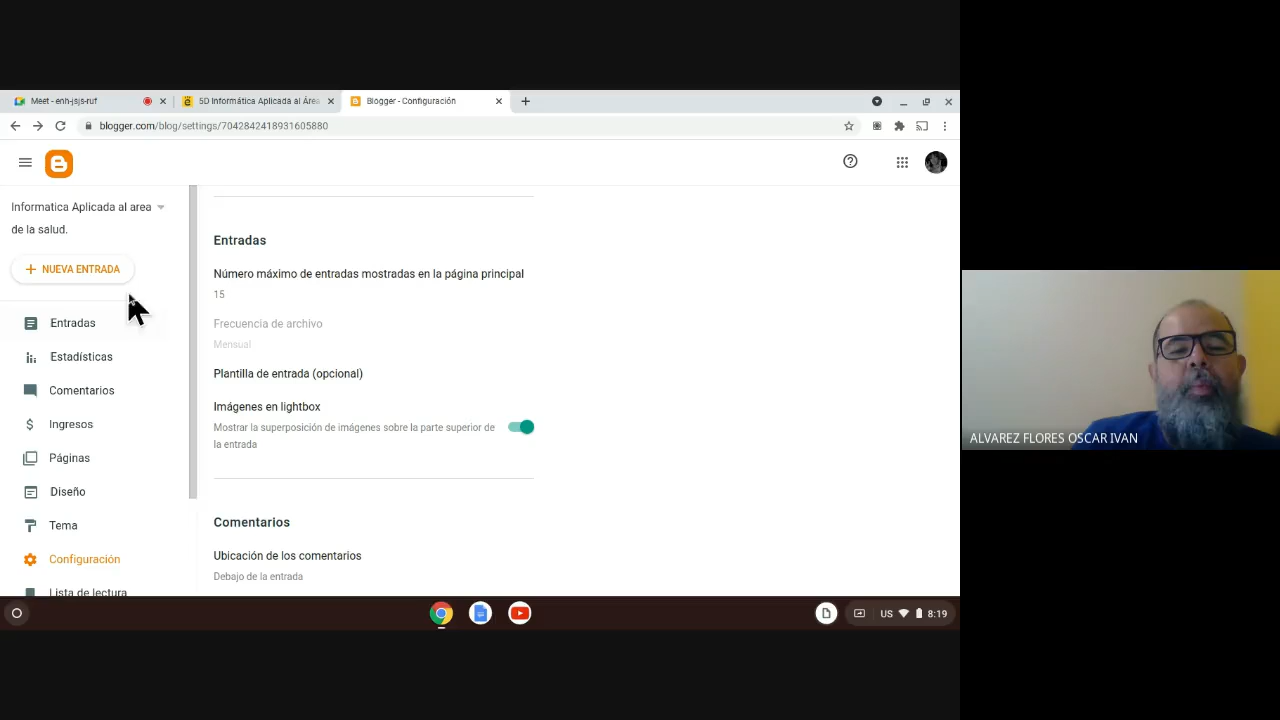 Meet - enh-jsjs-ruf
5D Informática Aplicada al Área
Blogger - Configuración
blogger.com/blog/settings/7042842418931605880
Informatica Aplicada al area
de la salud.
NUEVA ENTRADA
Entradas
Estadísticas
Comentarios
Ingresos
Páginas
Diseño
Tema
Configuración
Lista de lectura
Entradas
Número máximo de entradas mostradas en la página principal
15
Frecuencia de archivo
Mensual
Plantilla de entrada (opcional)
Imágenes en lightbox
Mostrar la superposición de imágenes sobre la parte superior de
la entrada
Comentarios
Ubicación de los comentarios
Debajo de la entrada
US
8:19
ALVAREZ FLORES OSCAR IVAN